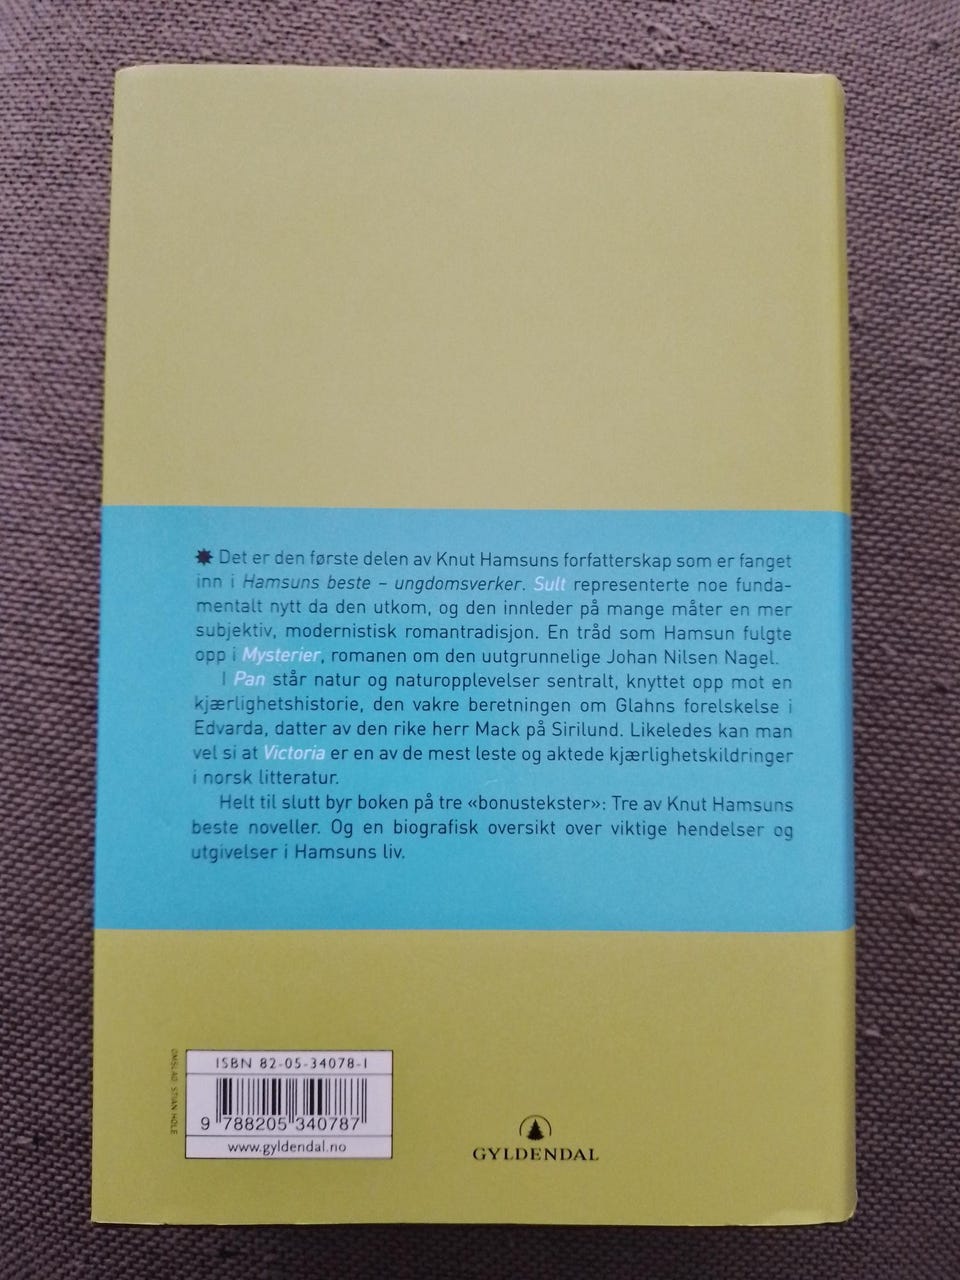 ✸ Det er den første delen av Knut Hamsuns forfatterskap som er fanget
inn i Hamsuns beste – ungdomsverker. Sult representerte noe funda-
mentalt nytt da den utkom, og den innleder på mange måter en mer
subjektiv, modernistisk romantradisjon. En tråd som Hamsun fulgte
opp i Mysterier, romanen om den uutgrunnelige Johan Nilsen Nagel.
I Pan står natur og naturopplevelser sentralt, knyttet opp mot en
kjærlighetshistorie, den vakre beretningen om Glahns forelskelse i
Edvarda, datter av den rike herr Mack på Sirilund. Likeledes kan man
vel si at Victoria er en av de mest leste og aktede kjærlighetskildringer
i norsk litteratur.
Helt til slutt byr boken på tre «bonustekster»: Tre av Knut Hamsuns
beste noveller. Og en biografisk oversikt over viktige hendelser og
utgivelser i Hamsuns liv.
OMSLAG: STIAN HOLE
ISBN 82-05-34078-1
9 788205 340787
www.gyldendal.no
GYLDENDAL